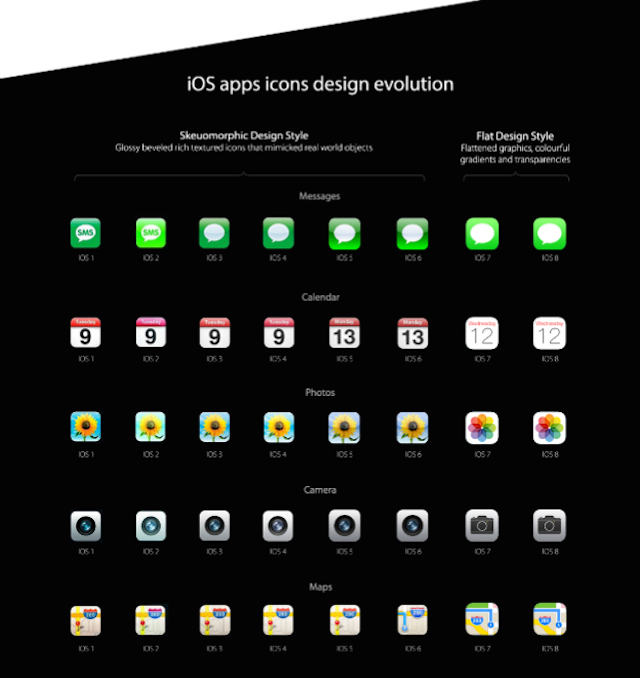 iOS apps icons design evolution
Skeuomorphic Design Style
Glossy beveled rich textured icons that mimicked real world objects
Flat Design Style
Flattened graphics, colourful
gradients and transparencies
Messages
SMS SMS
IOS 1 IOS 2 IOS 3 IOS 4 IOS 5 IOS 6 IOS 7 IOS 8
Calendar
Tuesday Tuesday Tuesday Tuesday Monday Monday Wednesday Wednesday
9 9 9 9 13 13 12 12
IOS 1 IOS 2 IOS 3 IOS 4 IOS 5 IOS 6 IOS 7 IOS 8
Photos
IOS 1 IOS 2 IOS 3 IOS 4 IOS 5 IOS 6 IOS 7 IOS 8
Camera
IOS 1 IOS 2 IOS 3 IOS 4 IOS 5 IOS 6 IOS 7 IOS 8
Maps
IOS 1 IOS 2 IOS 3 IOS 4 IOS 5 IOS 6 IOS 7 IOS 8